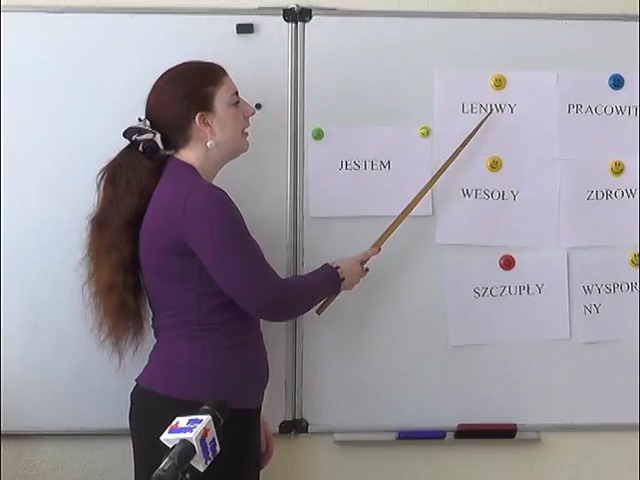 JESTEM
LENIWY
PRACOWIT
WESOŁY
ZDROW
SZCZUPŁY
WYSPOR
NY